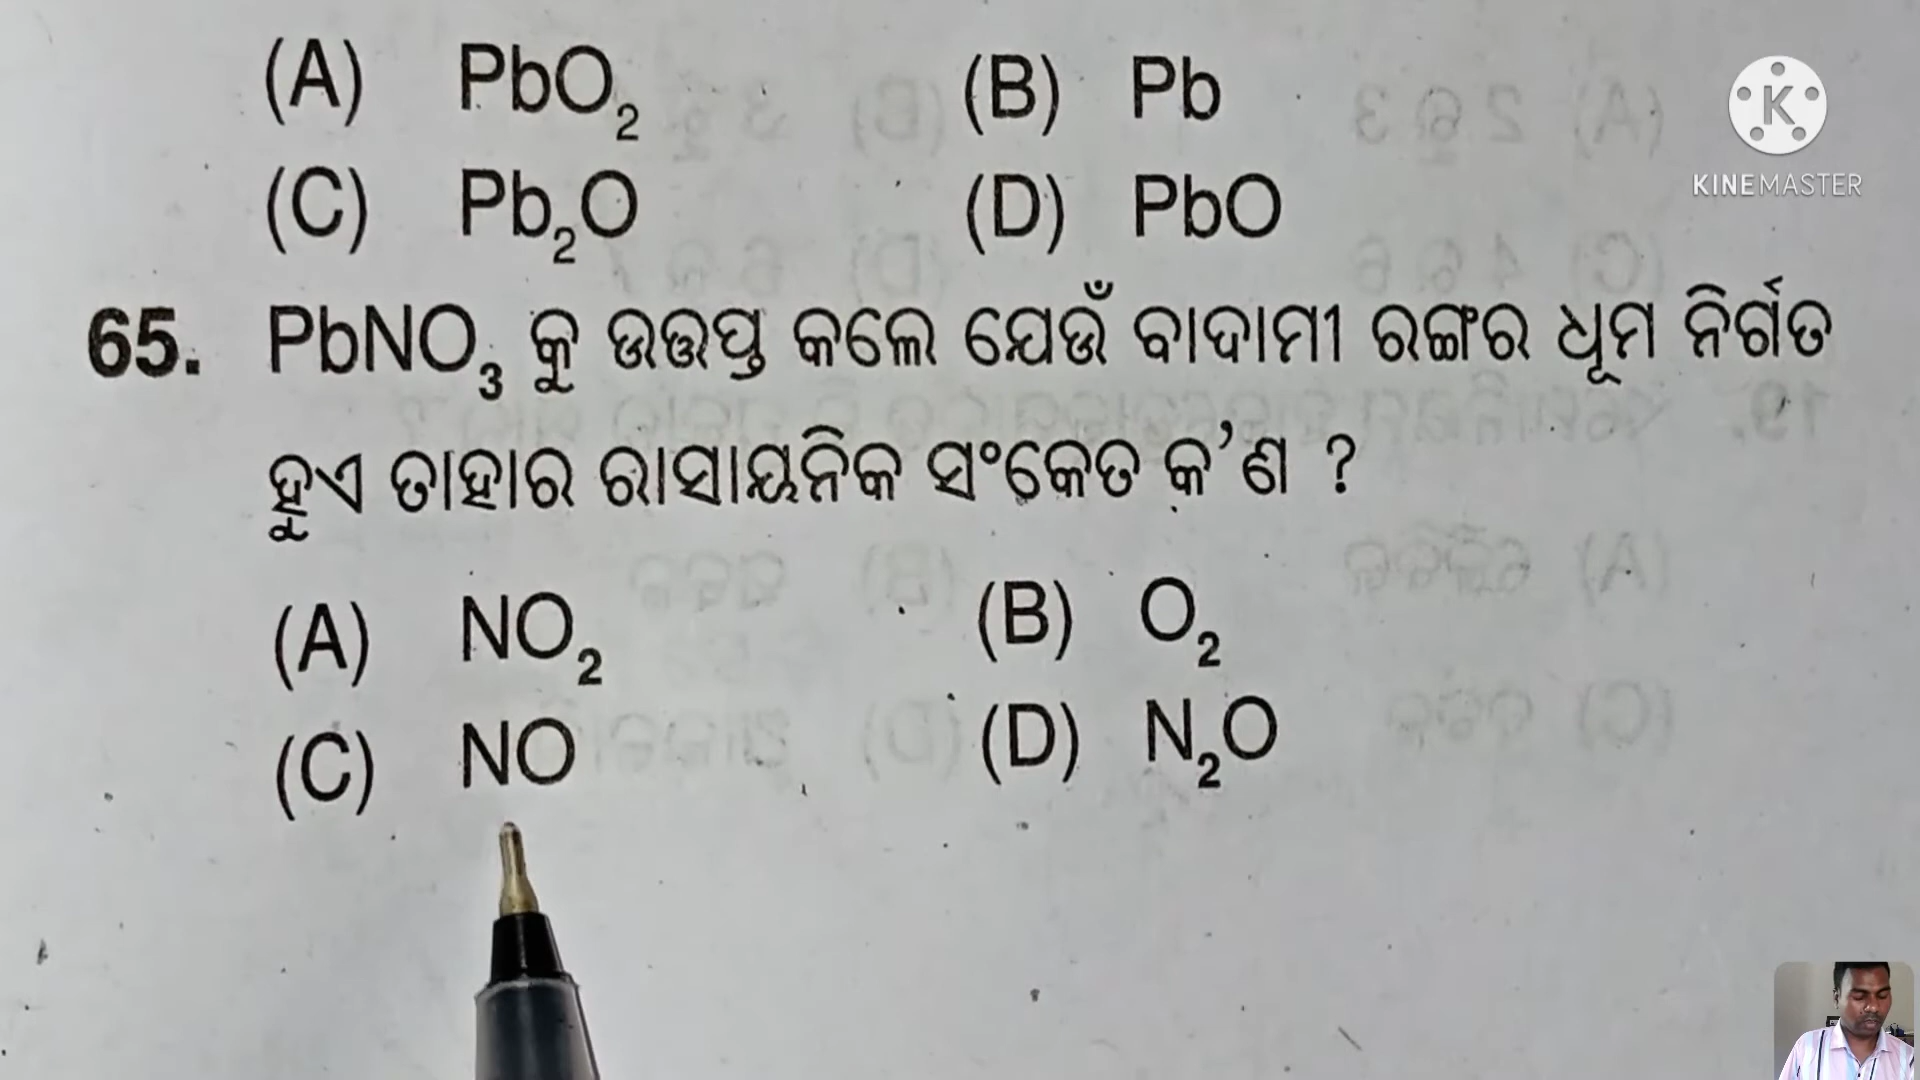 (A) PbO₂ (B) Pb
(C) Pb₂O (D) PbO
65. PbNO₃ କୁ ଉତ୍ତପ୍ତ କଲେ ଯେଉଁ ବାଦାମୀ ରଙ୍ଗର ଧୂମ ନିର୍ଗତ
ହୁଏ ତାହାର ରାସାୟନିକ ସଂକେତ କ’ଣ ?
(A) NO₂ (B) O₂
(C) NO (D) N₂O
K
KINEMASTER